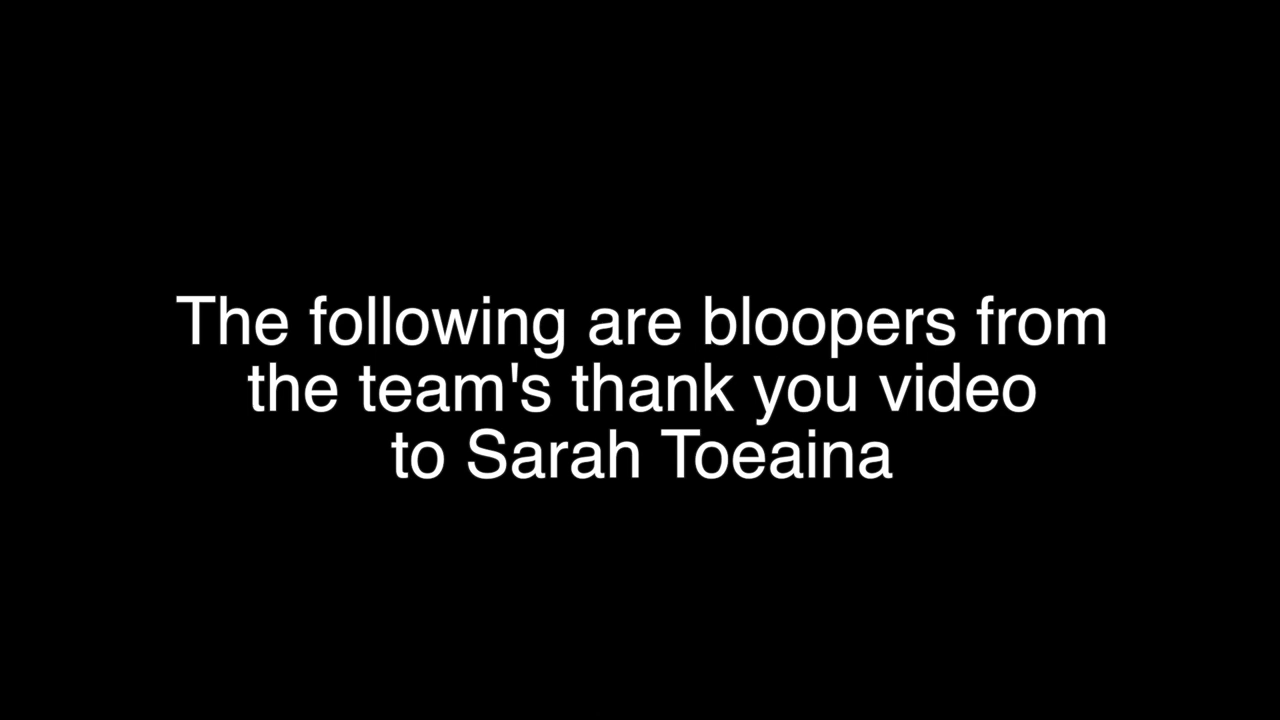 The following are bloopers from
the team's thank you video
to Sarah Toeaina